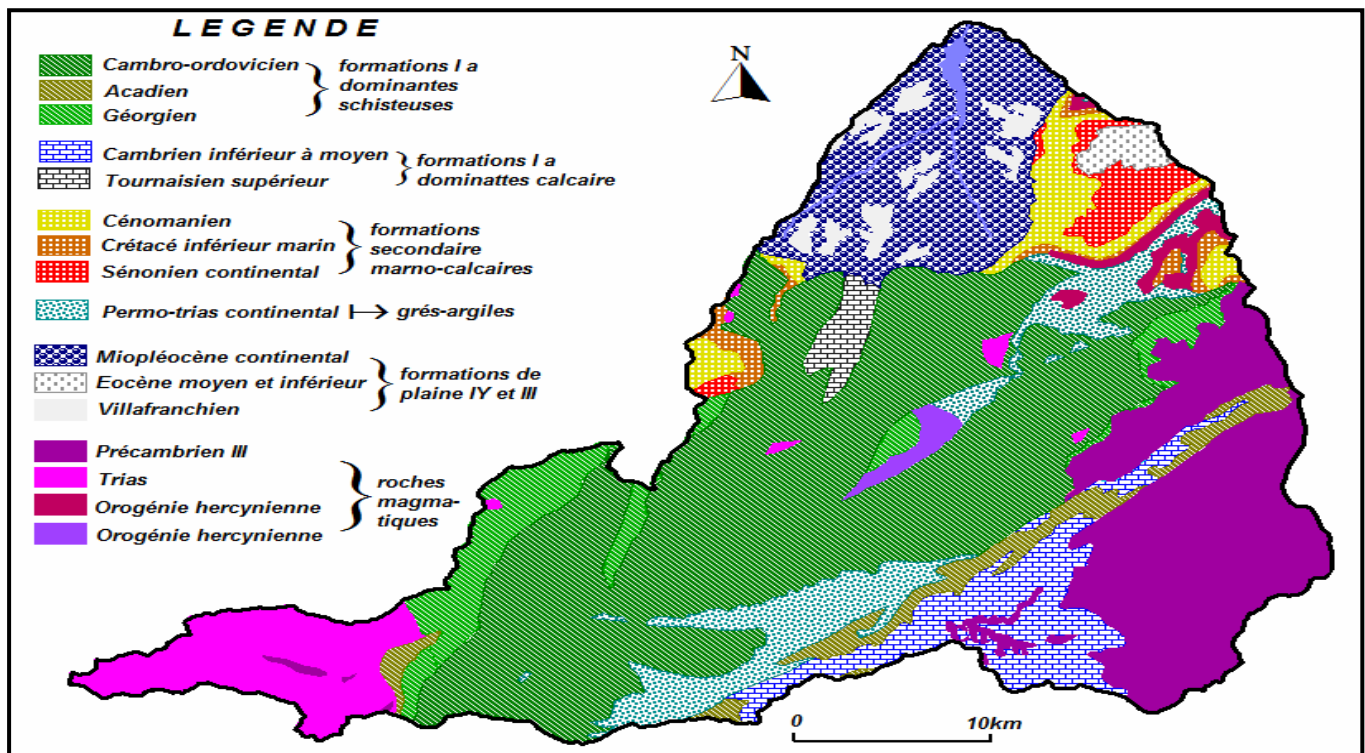 LEGENDE
Cambro-ordovicien
Acadien
Géorgien
formations I a
dominantes
schisteuses
Cambrien inférieur à moyen
Tournaisien supérieur
formations I a
dominattes calcaire
Cénomanien
Crétacé inférieur marin
Sénonien continental
formations
secondaire
marno-calcaires
Permo-trias continental ↦ grés-argiles
Miopléocène continental
Eocène moyen et inférieur
Villafranchien
formations de
plaine IY et III
Précambrien III
Trias
Orogénie hercynienne
Orogénie hercynienne
roches
magma-
tiques
N
0 10km